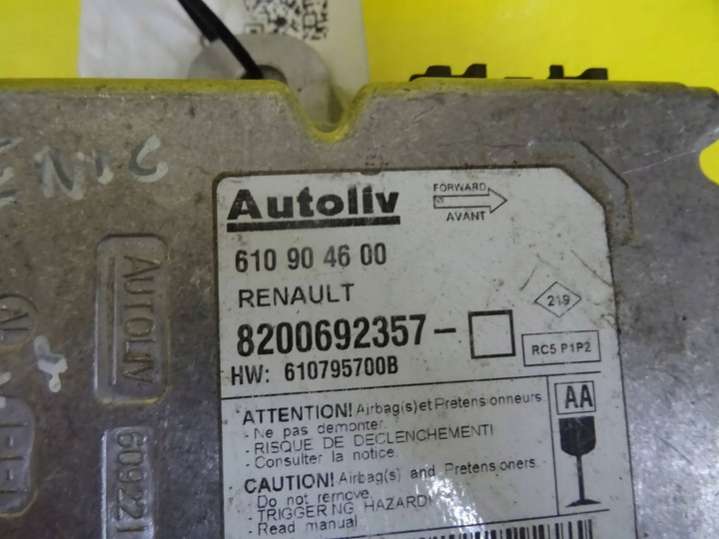 ENIC
Autoliv
FORWARD
AVANT
610 90 46 00
RENAULT
219
8200692357-
RC5 P1P2
HW: 610795700B
ATTENTION! Airbag(s) et Pretensionneurs
- Ne pas demonter.
- RISQUE DE DECLENCHEMENT!
- Consulter la notice.
AA
CAUTION! Airbag(s) and Pretensioners.
- Do not remove.
- TRIGGERING HAZARD!
- Read manual.
AUTOLIV
609221